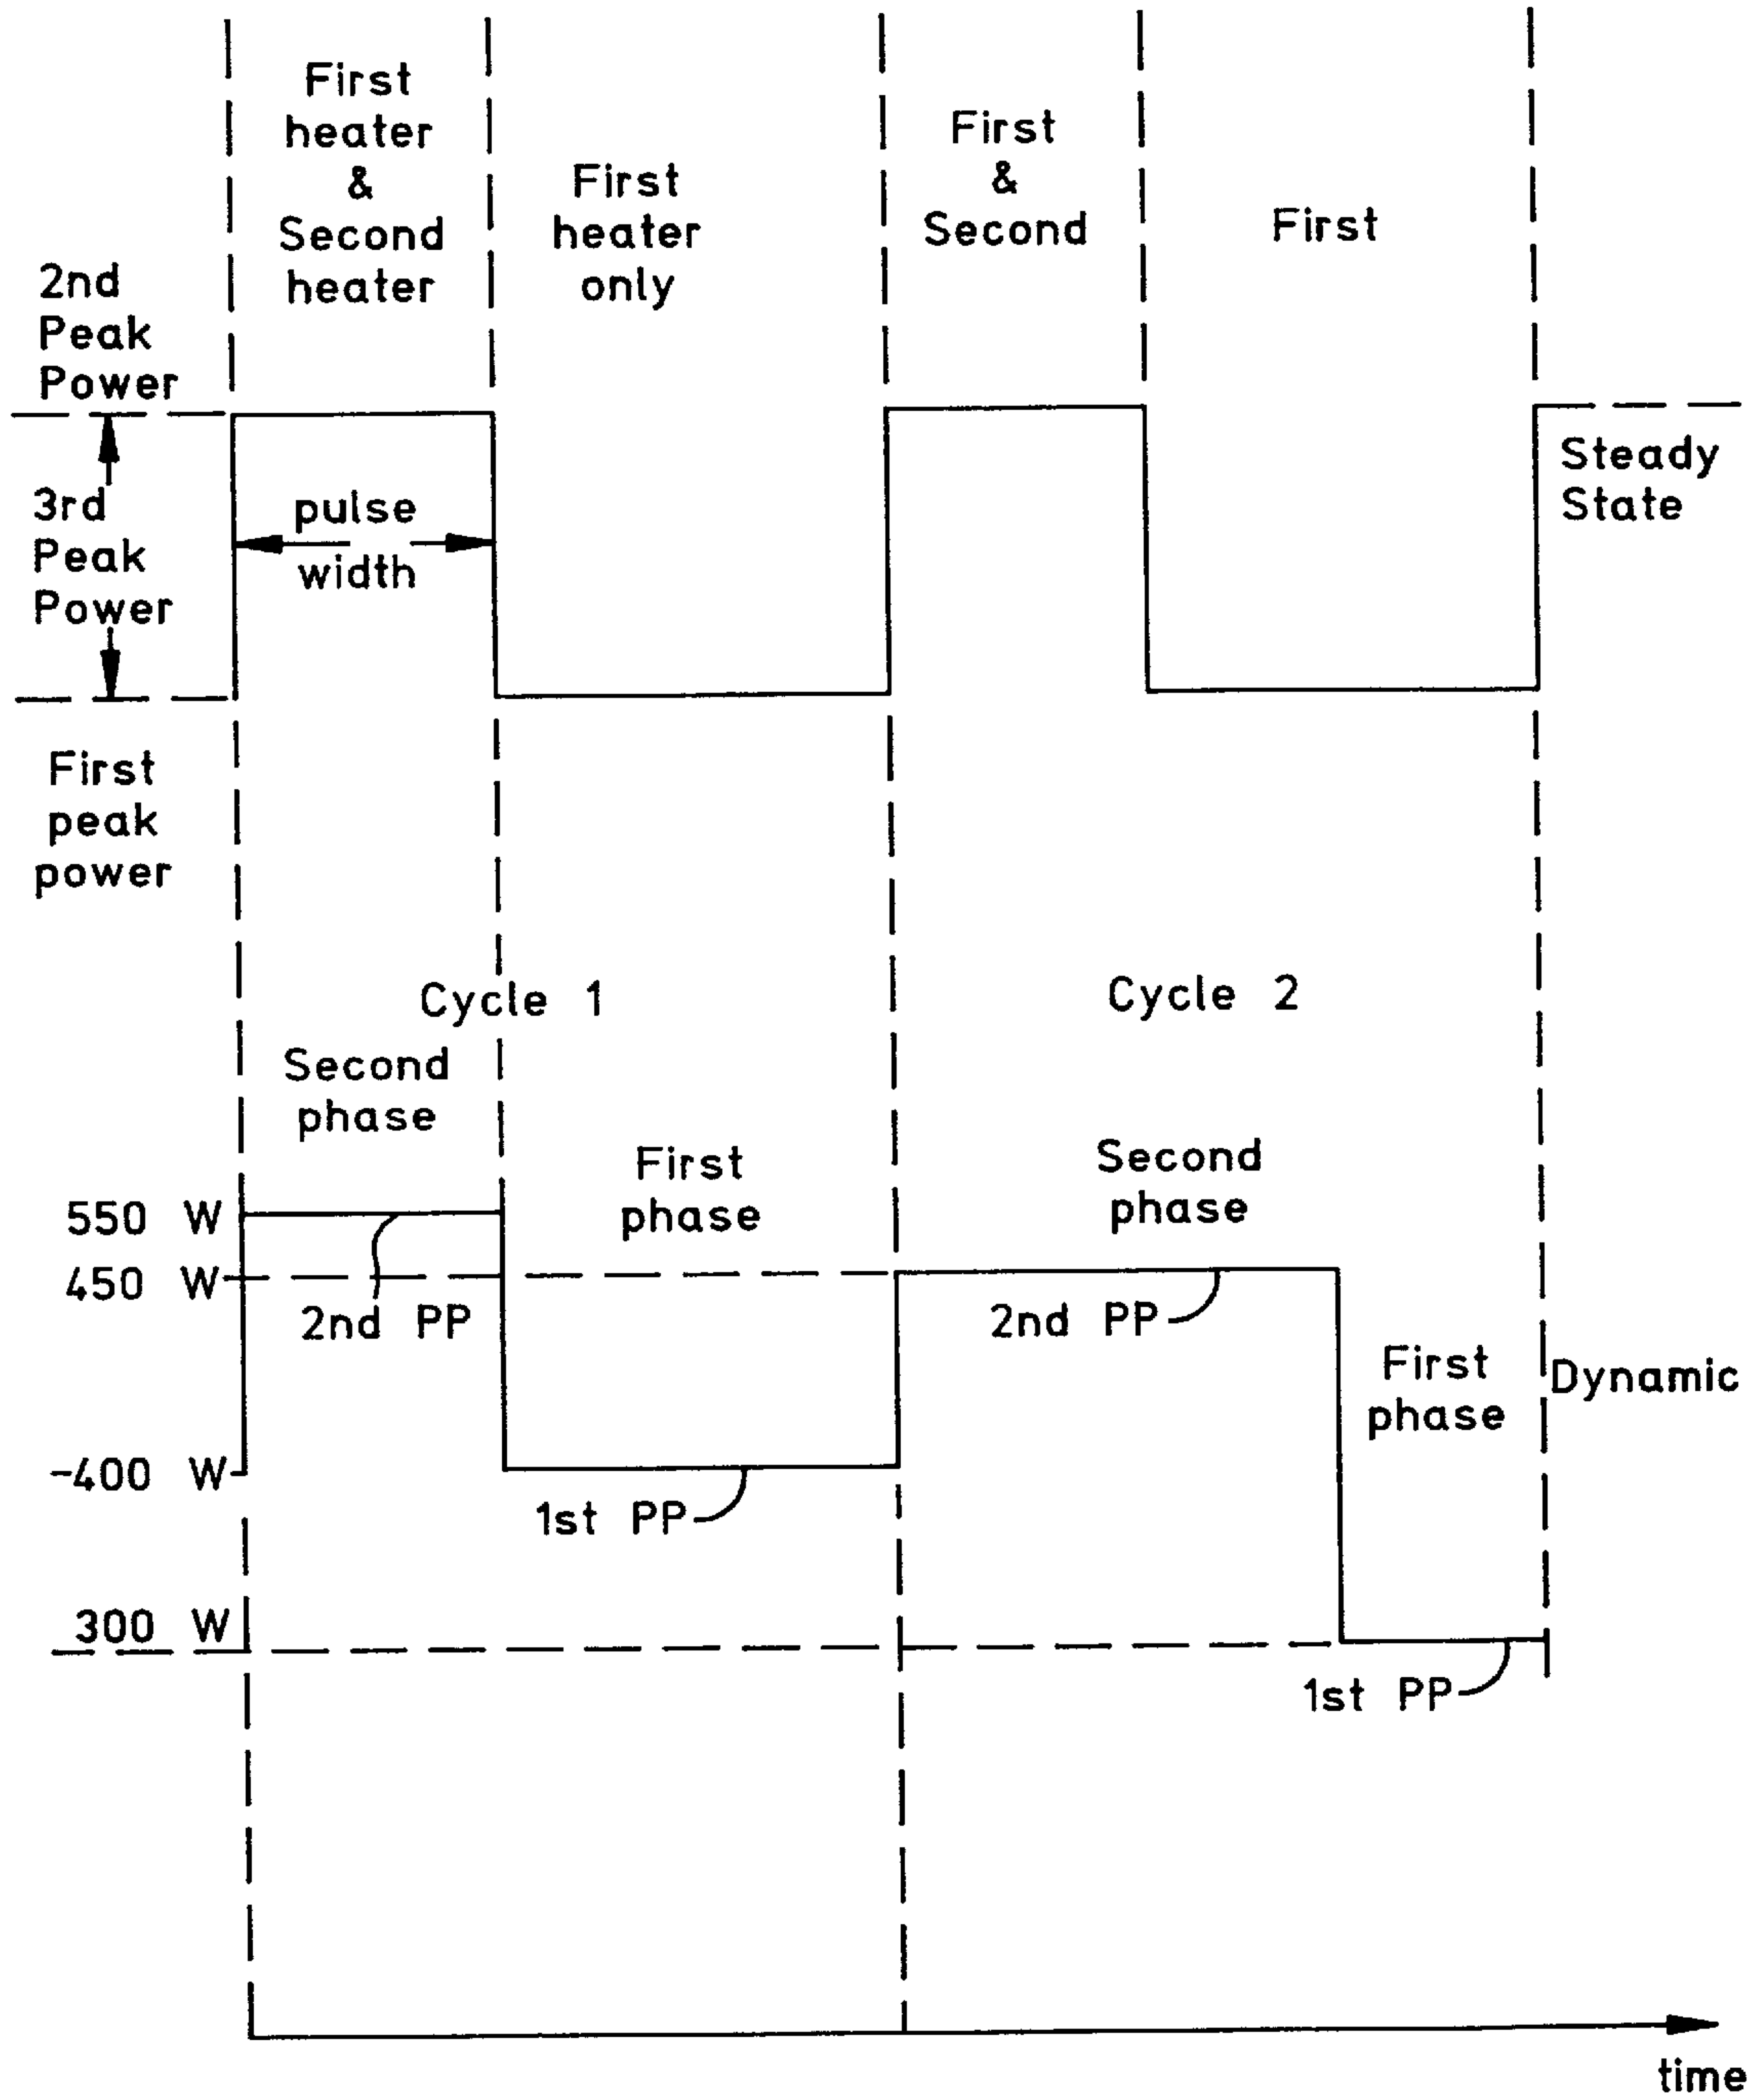 First
heater
&
Second
heater
First
heater
only
First
&
Second
First
2nd
Peak
Power
3rd
Peak
Power
pulse
width
Steady
State
First
peak
power
Cycle 1
Cycle 2
Second
phase
First
phase
Second
phase
550 W
450 W
2nd PP
2nd PP
First
phase
Dynamic
-400 W
1st PP
300 W
1st PP
time